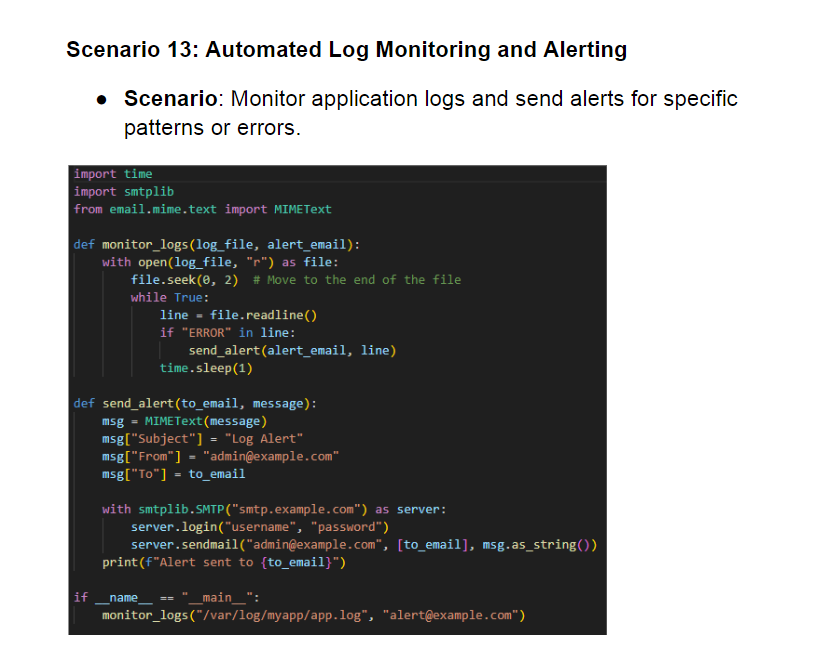 Scenario 13: Automated Log Monitoring and Alerting
● Scenario: Monitor application logs and send alerts for specific
patterns or errors.
import time
import smtplib
from email.mime.text import MIMEText
def monitor_logs(log_file, alert_email):
    with open(log_file, "r") as file:
        file.seek(0, 2)  # Move to the end of the file
        while True:
            line = file.readline()
            if "ERROR" in line:
                send_alert(alert_email, line)
            time.sleep(1)
def send_alert(to_email, message):
    msg = MIMEText(message)
    msg["Subject"] = "Log Alert"
    msg["From"] = "admin@example.com"
    msg["To"] = to_email
    with smtplib.SMTP("smtp.example.com") as server:
        server.login("username", "password")
        server.sendmail("admin@example.com", [to_email], msg.as_string())
    print(f"Alert sent to {to_email}")
if __name__ == "__main__":
    monitor_logs("/var/log/myapp/app.log", "alert@example.com")